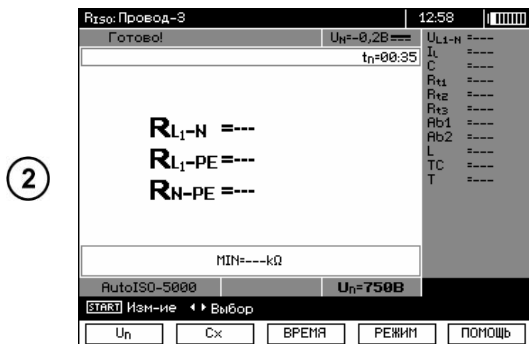 RISO: Провод-3 12:58
Готово! UN=-0,2В
tn=00:35
RL1-N =---
RL1-PE=---
RN-PE =---
MIN=---kΩ
AutoISO-5000 Un=750В
START Изм-ие Выбор
Un Cx ВРЕМЯ РЕЖИМ ПОМОЩЬ
UL1-N =---
IL =---
C =---
Rt1 =---
Rt2 =---
Rt3 =---
Ab1 =---
Ab2 =---
L =---
TC =---
T =---
2